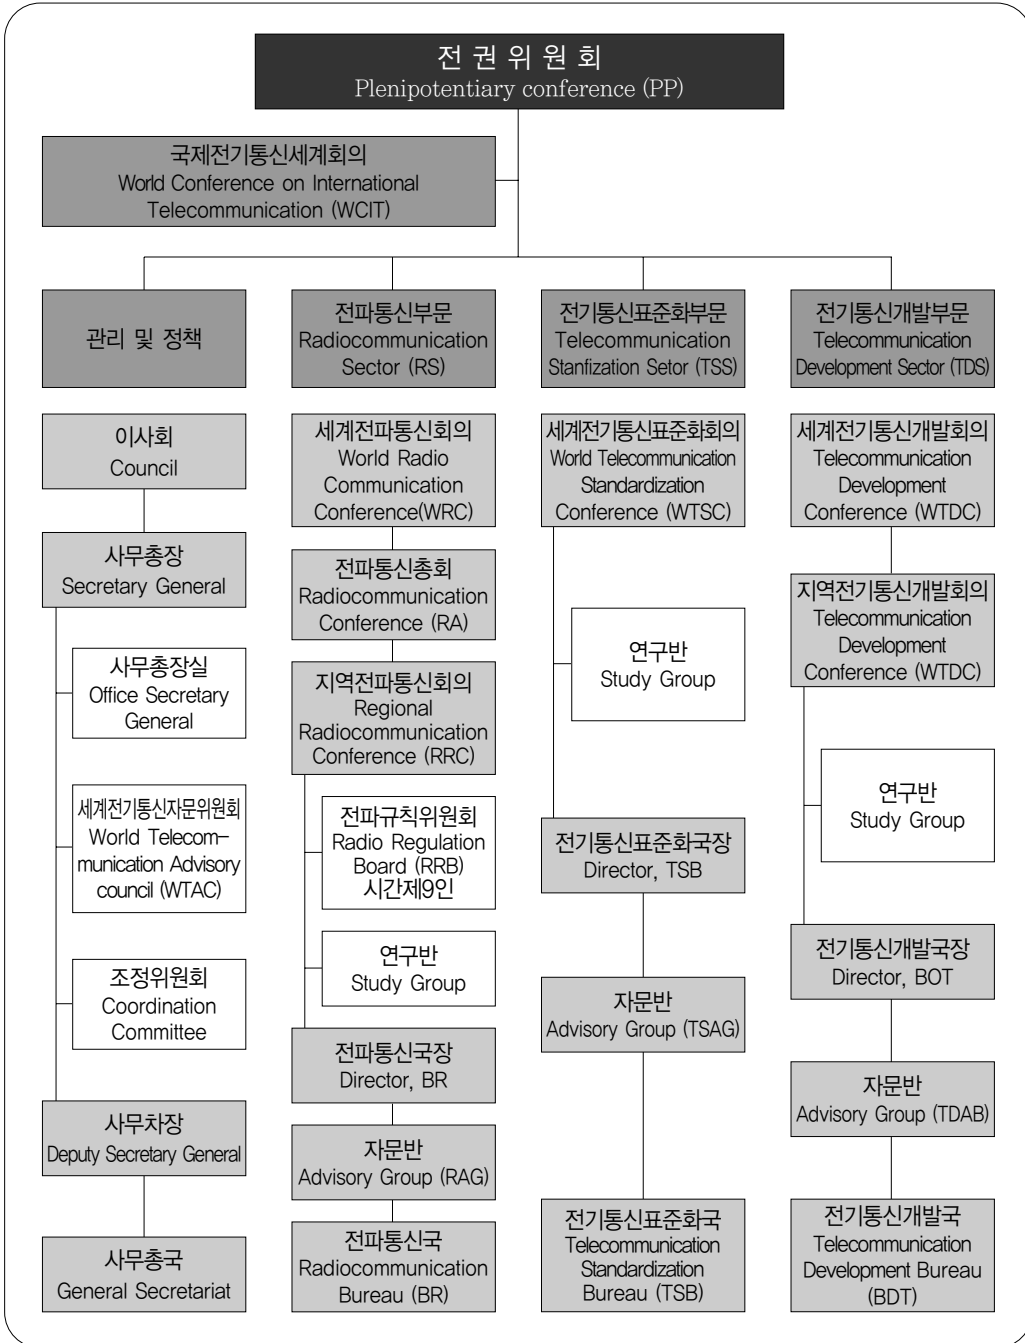 전 권 위 원 회
Plenipotentiary conference (PP)
국제전기통신세계회의
World Conference on International
Telecommunication (WCIT)
관리 및 정책
이사회
Council
사무총장
Secretary General
사무총장실
Office Secretary
General
세계전기통신자문위원회
World Telecom-
munication Advisory
council (WTAC)
조정위원회
Coordination
Committee
사무차장
Deputy Secretary General
사무총국
General Secretariat
전파통신부문
Radiocommunication
Sector (RS)
세계전파통신회의
World Radio
Communication
Conference(WRC)
전파통신총회
Radiocommunication
Conference (RA)
지역전파통신회의
Regional
Radiocommunication
Conference (RRC)
전파규칙위원회
Radio Regulation
Board (RRB)
시간제9인
연구반
Study Group
전파통신국장
Director, BR
자문반
Advisory Group (RAG)
전파통신국
Radiocommunication
Bureau (BR)
전기통신표준화부문
Telecommunication
Stanfization Setor (TSS)
세계전기통신표준화회의
World Telecommunication
Standardization
Conference (WTSC)
연구반
Study Group
전기통신표준화국장
Director, TSB
자문반
Advisory Group (TSAG)
전기통신표준화국
Telecommunication
Standardization
Bureau (TSB)
전기통신개발부문
Telecommunication
Development Sector (TDS)
세계전기통신개발회의
Telecommunication
Development
Conference (WTDC)
지역전기통신개발회의
Telecommunication
Development
Conference (WTDC)
연구반
Study Group
전기통신개발국장
Director, BOT
자문반
Advisory Group (TDAB)
전기통신개발국
Telecommunication
Development Bureau
(BDT)